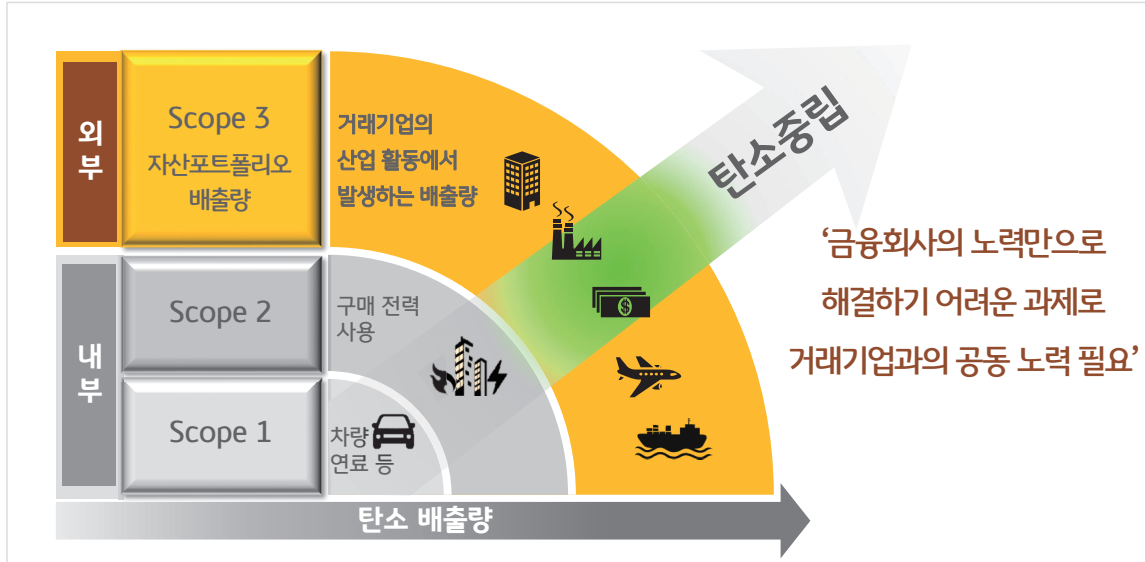 외부
Scope 3
자산포트폴리오
배출량
거래기업의
산업 활동에서
발생하는 배출량
내부
Scope 2
구매 전력
사용
Scope 1
차량
연료 등
탄소 배출량
탄소중립
$
‘금융회사의 노력만으로
해결하기 어려운 과제로
거래기업과의 공동 노력 필요’